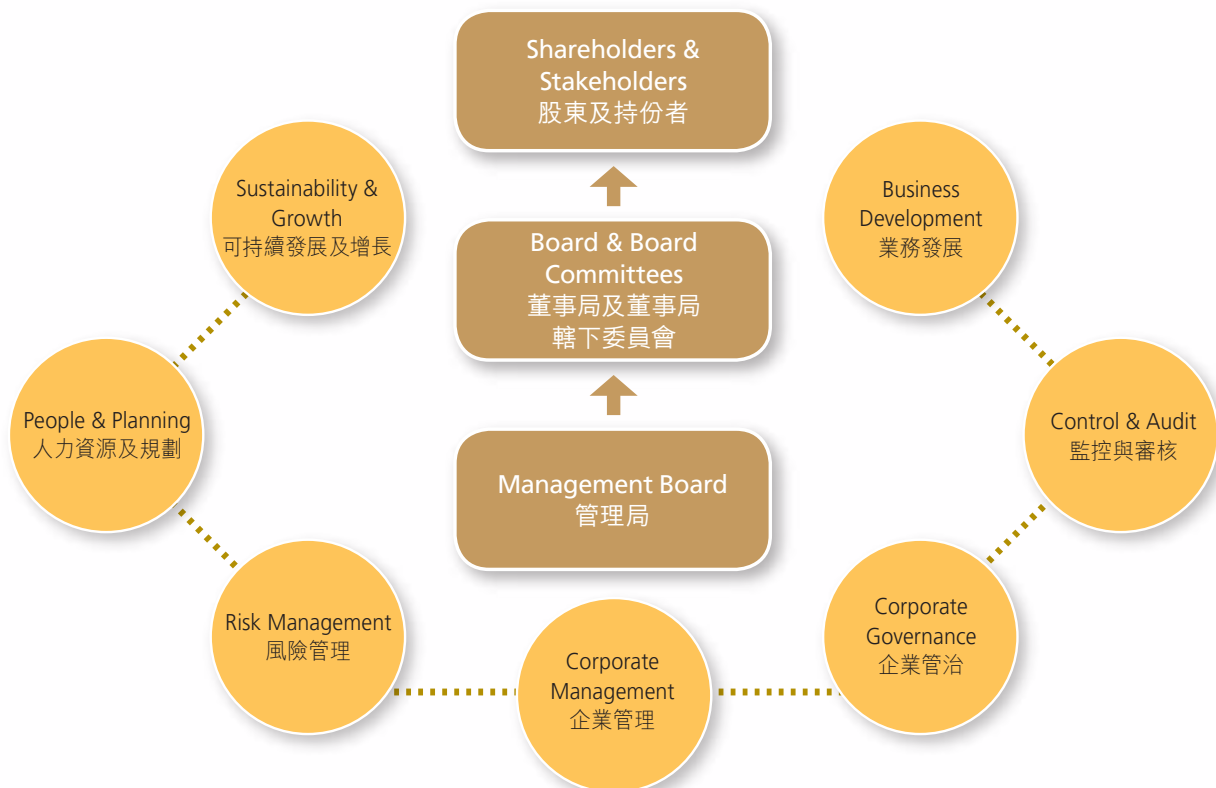 Shareholders &
Stakeholders
股東及持份者
Sustainability &
Growth
可持續發展及增長
Business
Development
業務發展
Board & Board
Committees
董事局及董事局
轄下委員會
People & Planning
人力資源及規劃
Control & Audit
監控與審核
Management Board
管理局
Risk Management
風險管理
Corporate
Governance
企業管治
Corporate
Management
企業管理